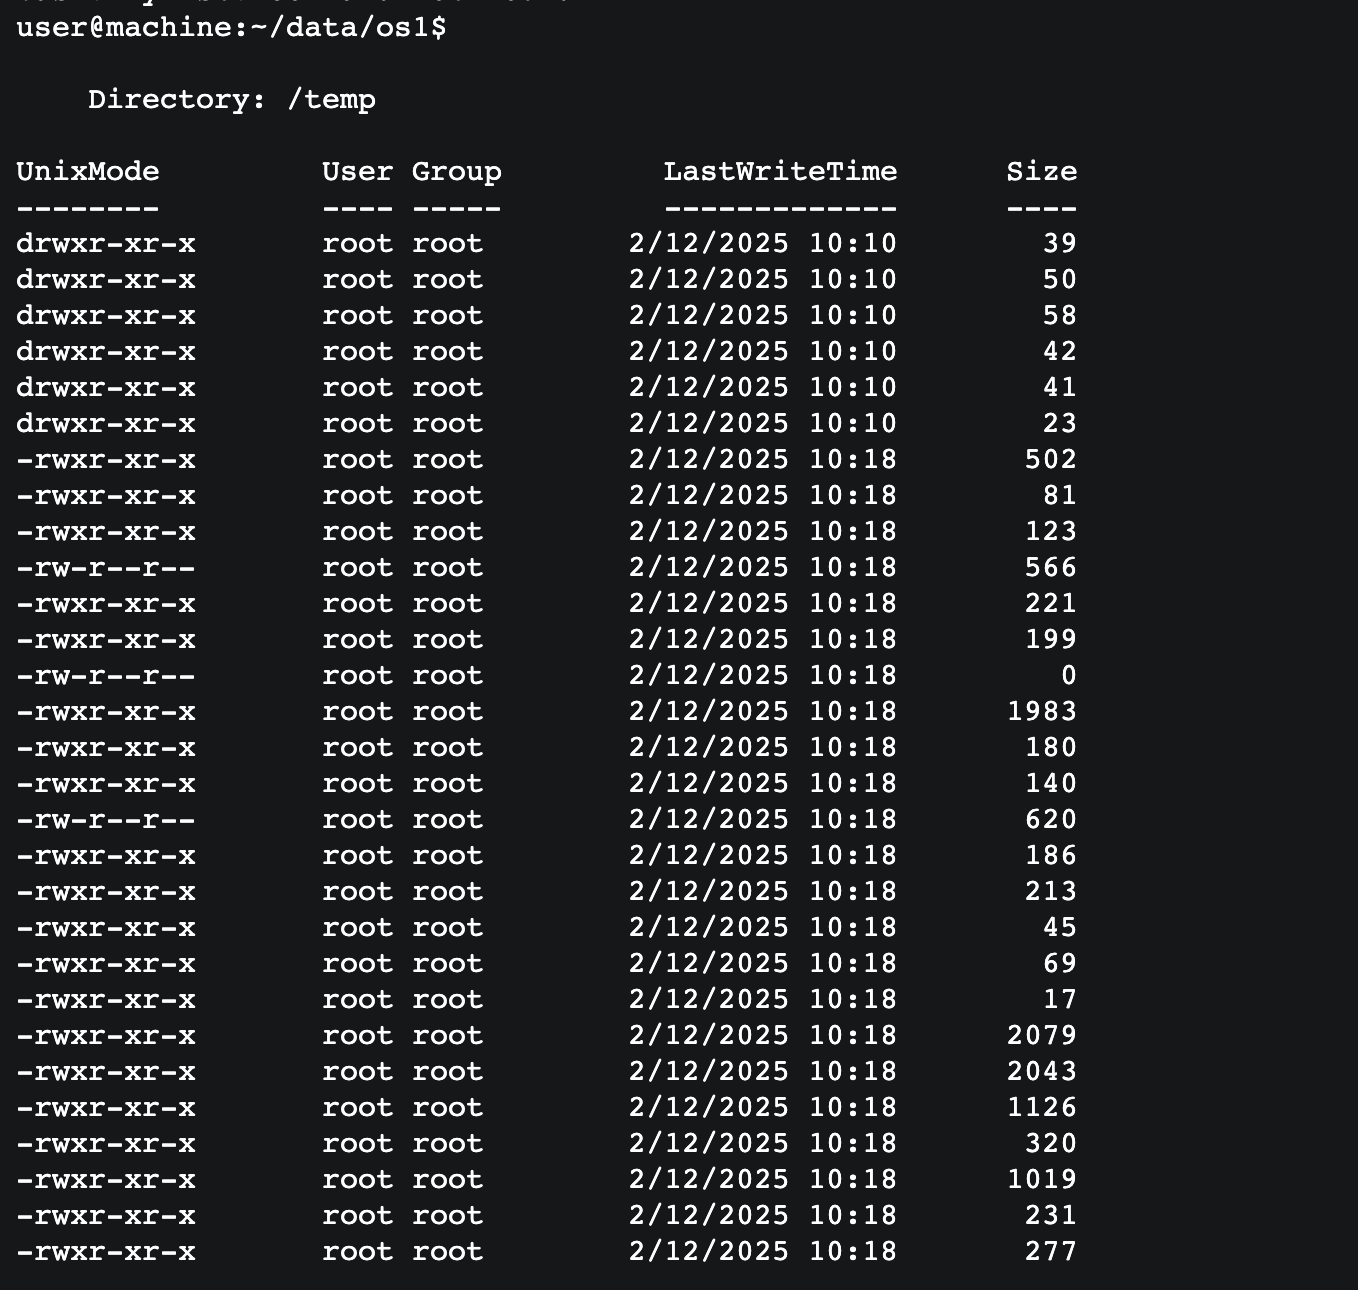 user@machine:~/data/os1$
Directory: /temp
UnixMode User Group LastWriteTime Size
-------- ---- ----- ------------- ----
drwxr-xr-x root root 2/12/2025 10:10 39
drwxr-xr-x root root 2/12/2025 10:10 50
drwxr-xr-x root root 2/12/2025 10:10 58
drwxr-xr-x root root 2/12/2025 10:10 42
drwxr-xr-x root root 2/12/2025 10:10 41
drwxr-xr-x root root 2/12/2025 10:10 23
-rwxr-xr-x root root 2/12/2025 10:18 502
-rwxr-xr-x root root 2/12/2025 10:18 81
-rwxr-xr-x root root 2/12/2025 10:18 123
-rw-r--r-- root root 2/12/2025 10:18 566
-rwxr-xr-x root root 2/12/2025 10:18 221
-rwxr-xr-x root root 2/12/2025 10:18 199
-rw-r--r-- root root 2/12/2025 10:18 0
-rwxr-xr-x root root 2/12/2025 10:18 1983
-rwxr-xr-x root root 2/12/2025 10:18 180
-rwxr-xr-x root root 2/12/2025 10:18 140
-rw-r--r-- root root 2/12/2025 10:18 620
-rwxr-xr-x root root 2/12/2025 10:18 186
-rwxr-xr-x root root 2/12/2025 10:18 213
-rwxr-xr-x root root 2/12/2025 10:18 45
-rwxr-xr-x root root 2/12/2025 10:18 69
-rwxr-xr-x root root 2/12/2025 10:18 17
-rwxr-xr-x root root 2/12/2025 10:18 2079
-rwxr-xr-x root root 2/12/2025 10:18 2043
-rwxr-xr-x root root 2/12/2025 10:18 1126
-rwxr-xr-x root root 2/12/2025 10:18 320
-rwxr-xr-x root root 2/12/2025 10:18 1019
-rwxr-xr-x root root 2/12/2025 10:18 231
-rwxr-xr-x root root 2/12/2025 10:18 277